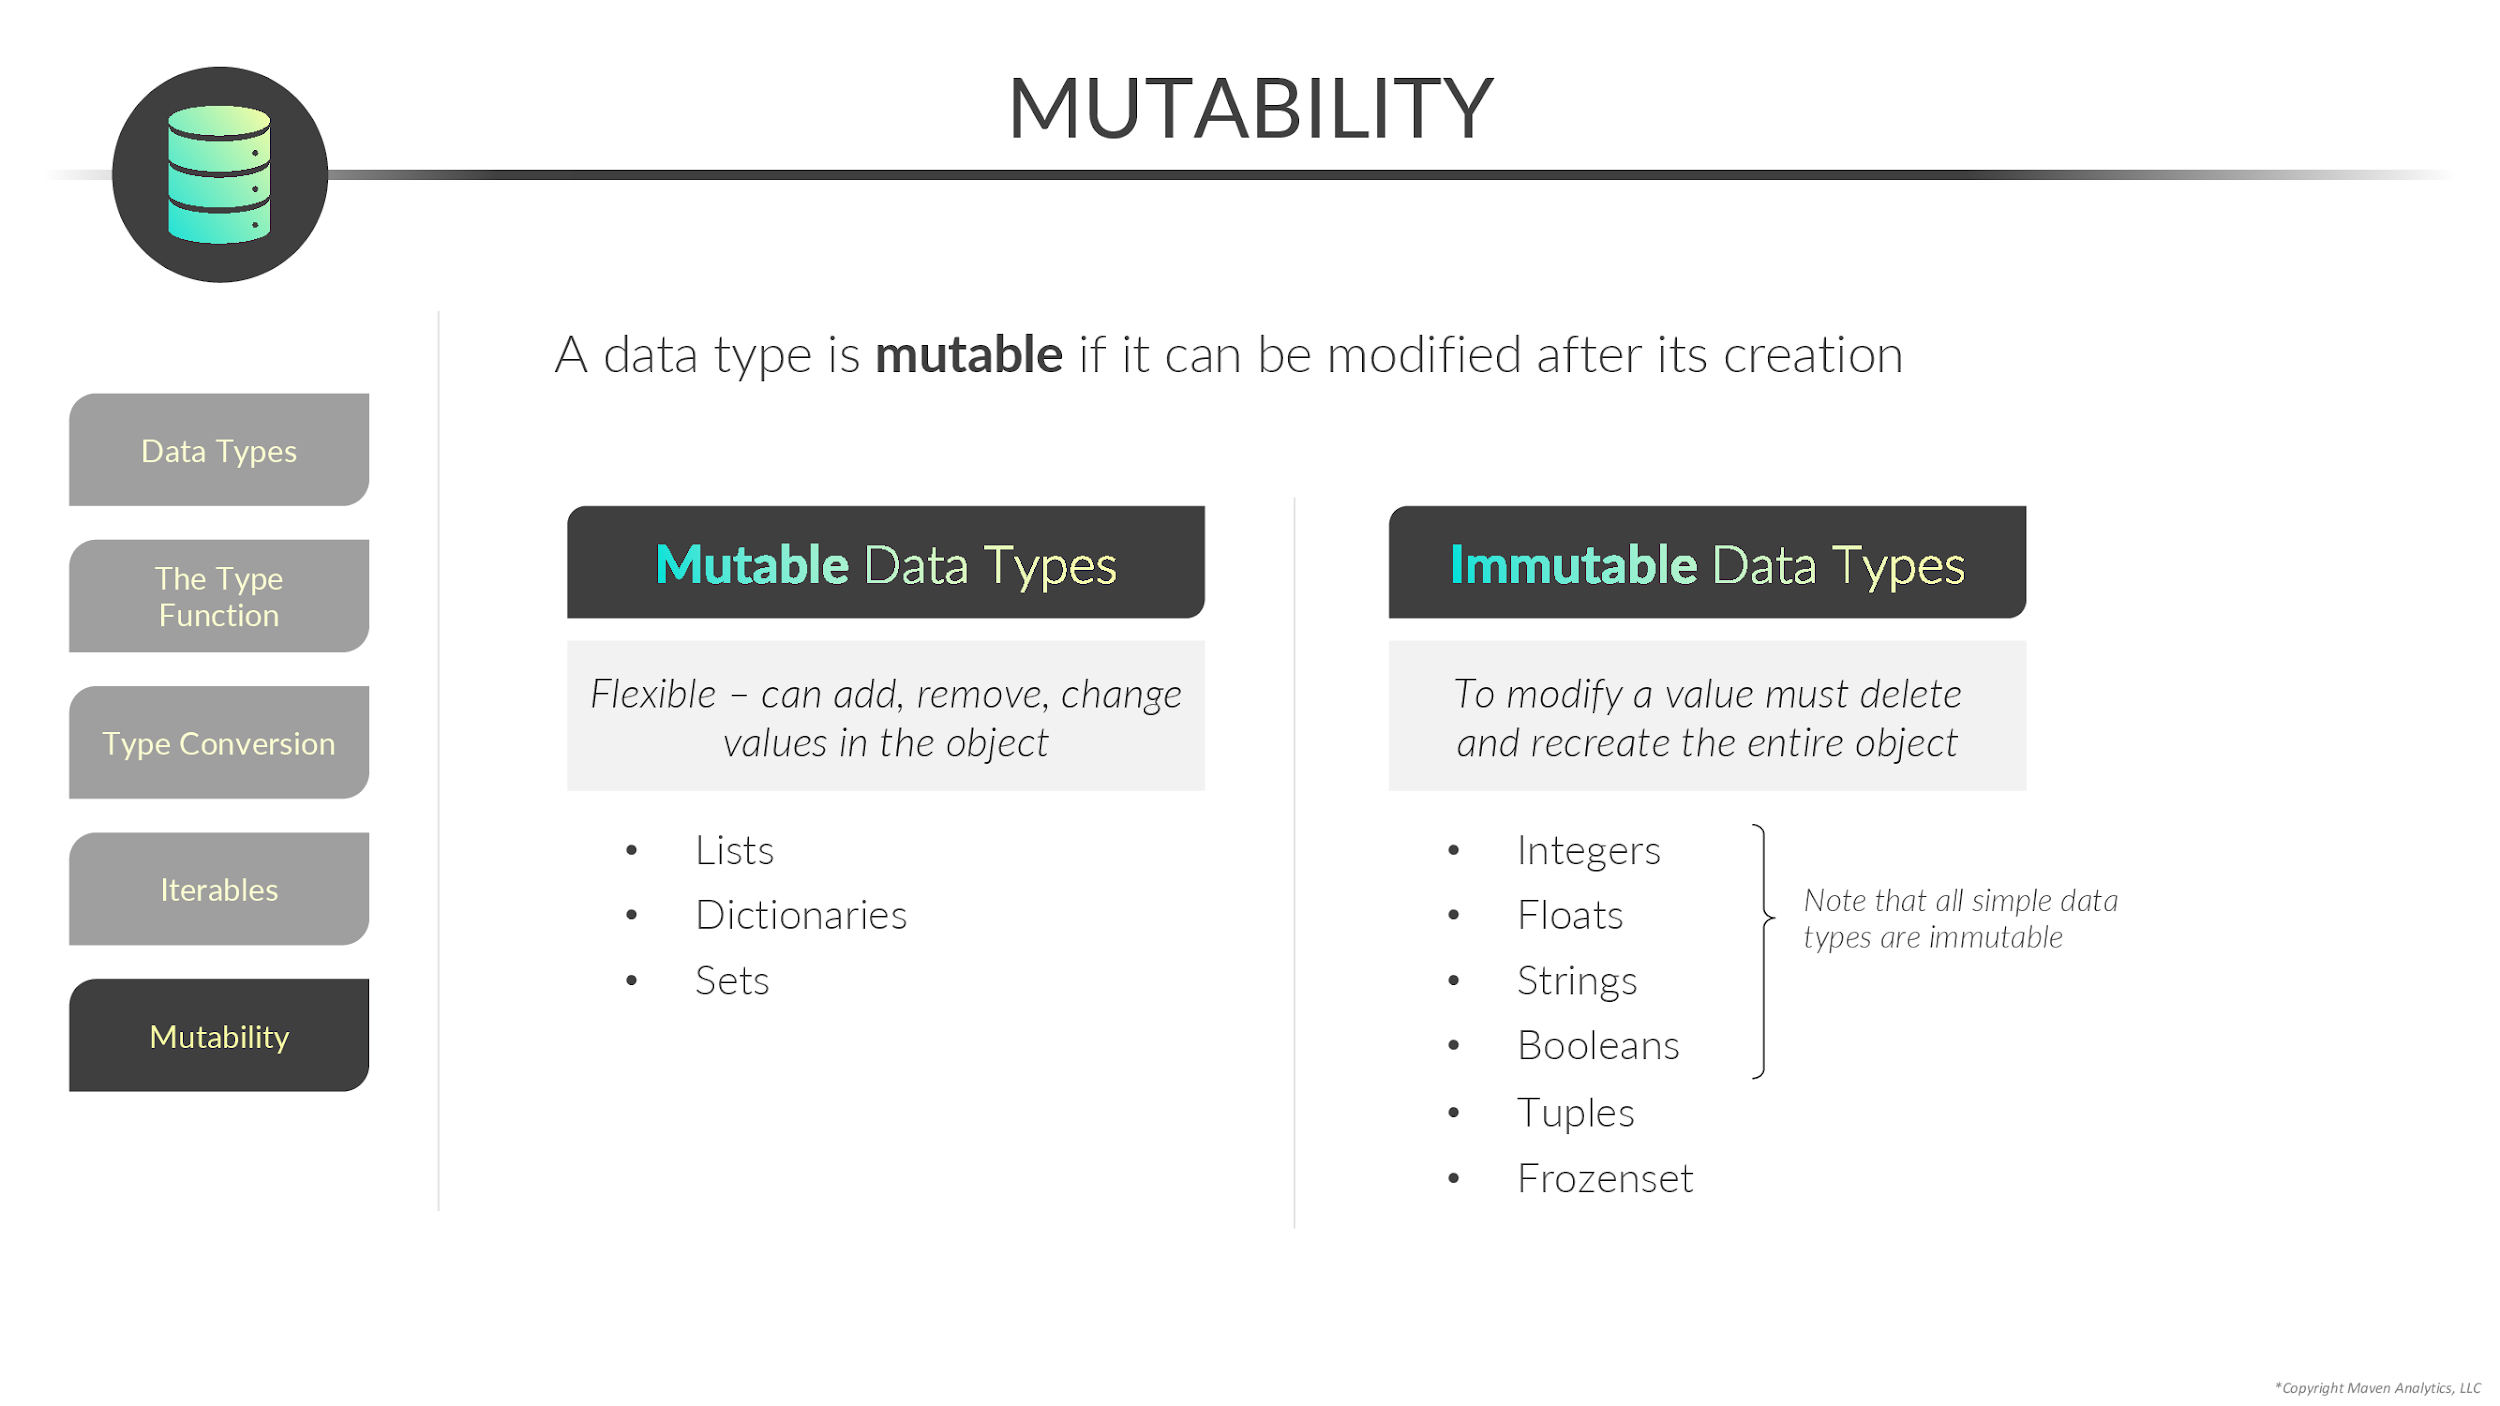 MUTABILITY
A data type is mutable if it can be modified after its creation
Data Types
The Type
Function
Type Conversion
Iterables
Mutability
Mutable Data Types
Flexible – can add, remove, change
values in the object
• Lists
• Dictionaries
• Sets
Immutable Data Types
To modify a value must delete
and recreate the entire object
• Integers
• Floats
• Strings
• Booleans
• Tuples
• Frozenset
Note that all simple data
types are immutable
*Copyright Maven Analytics, LLC